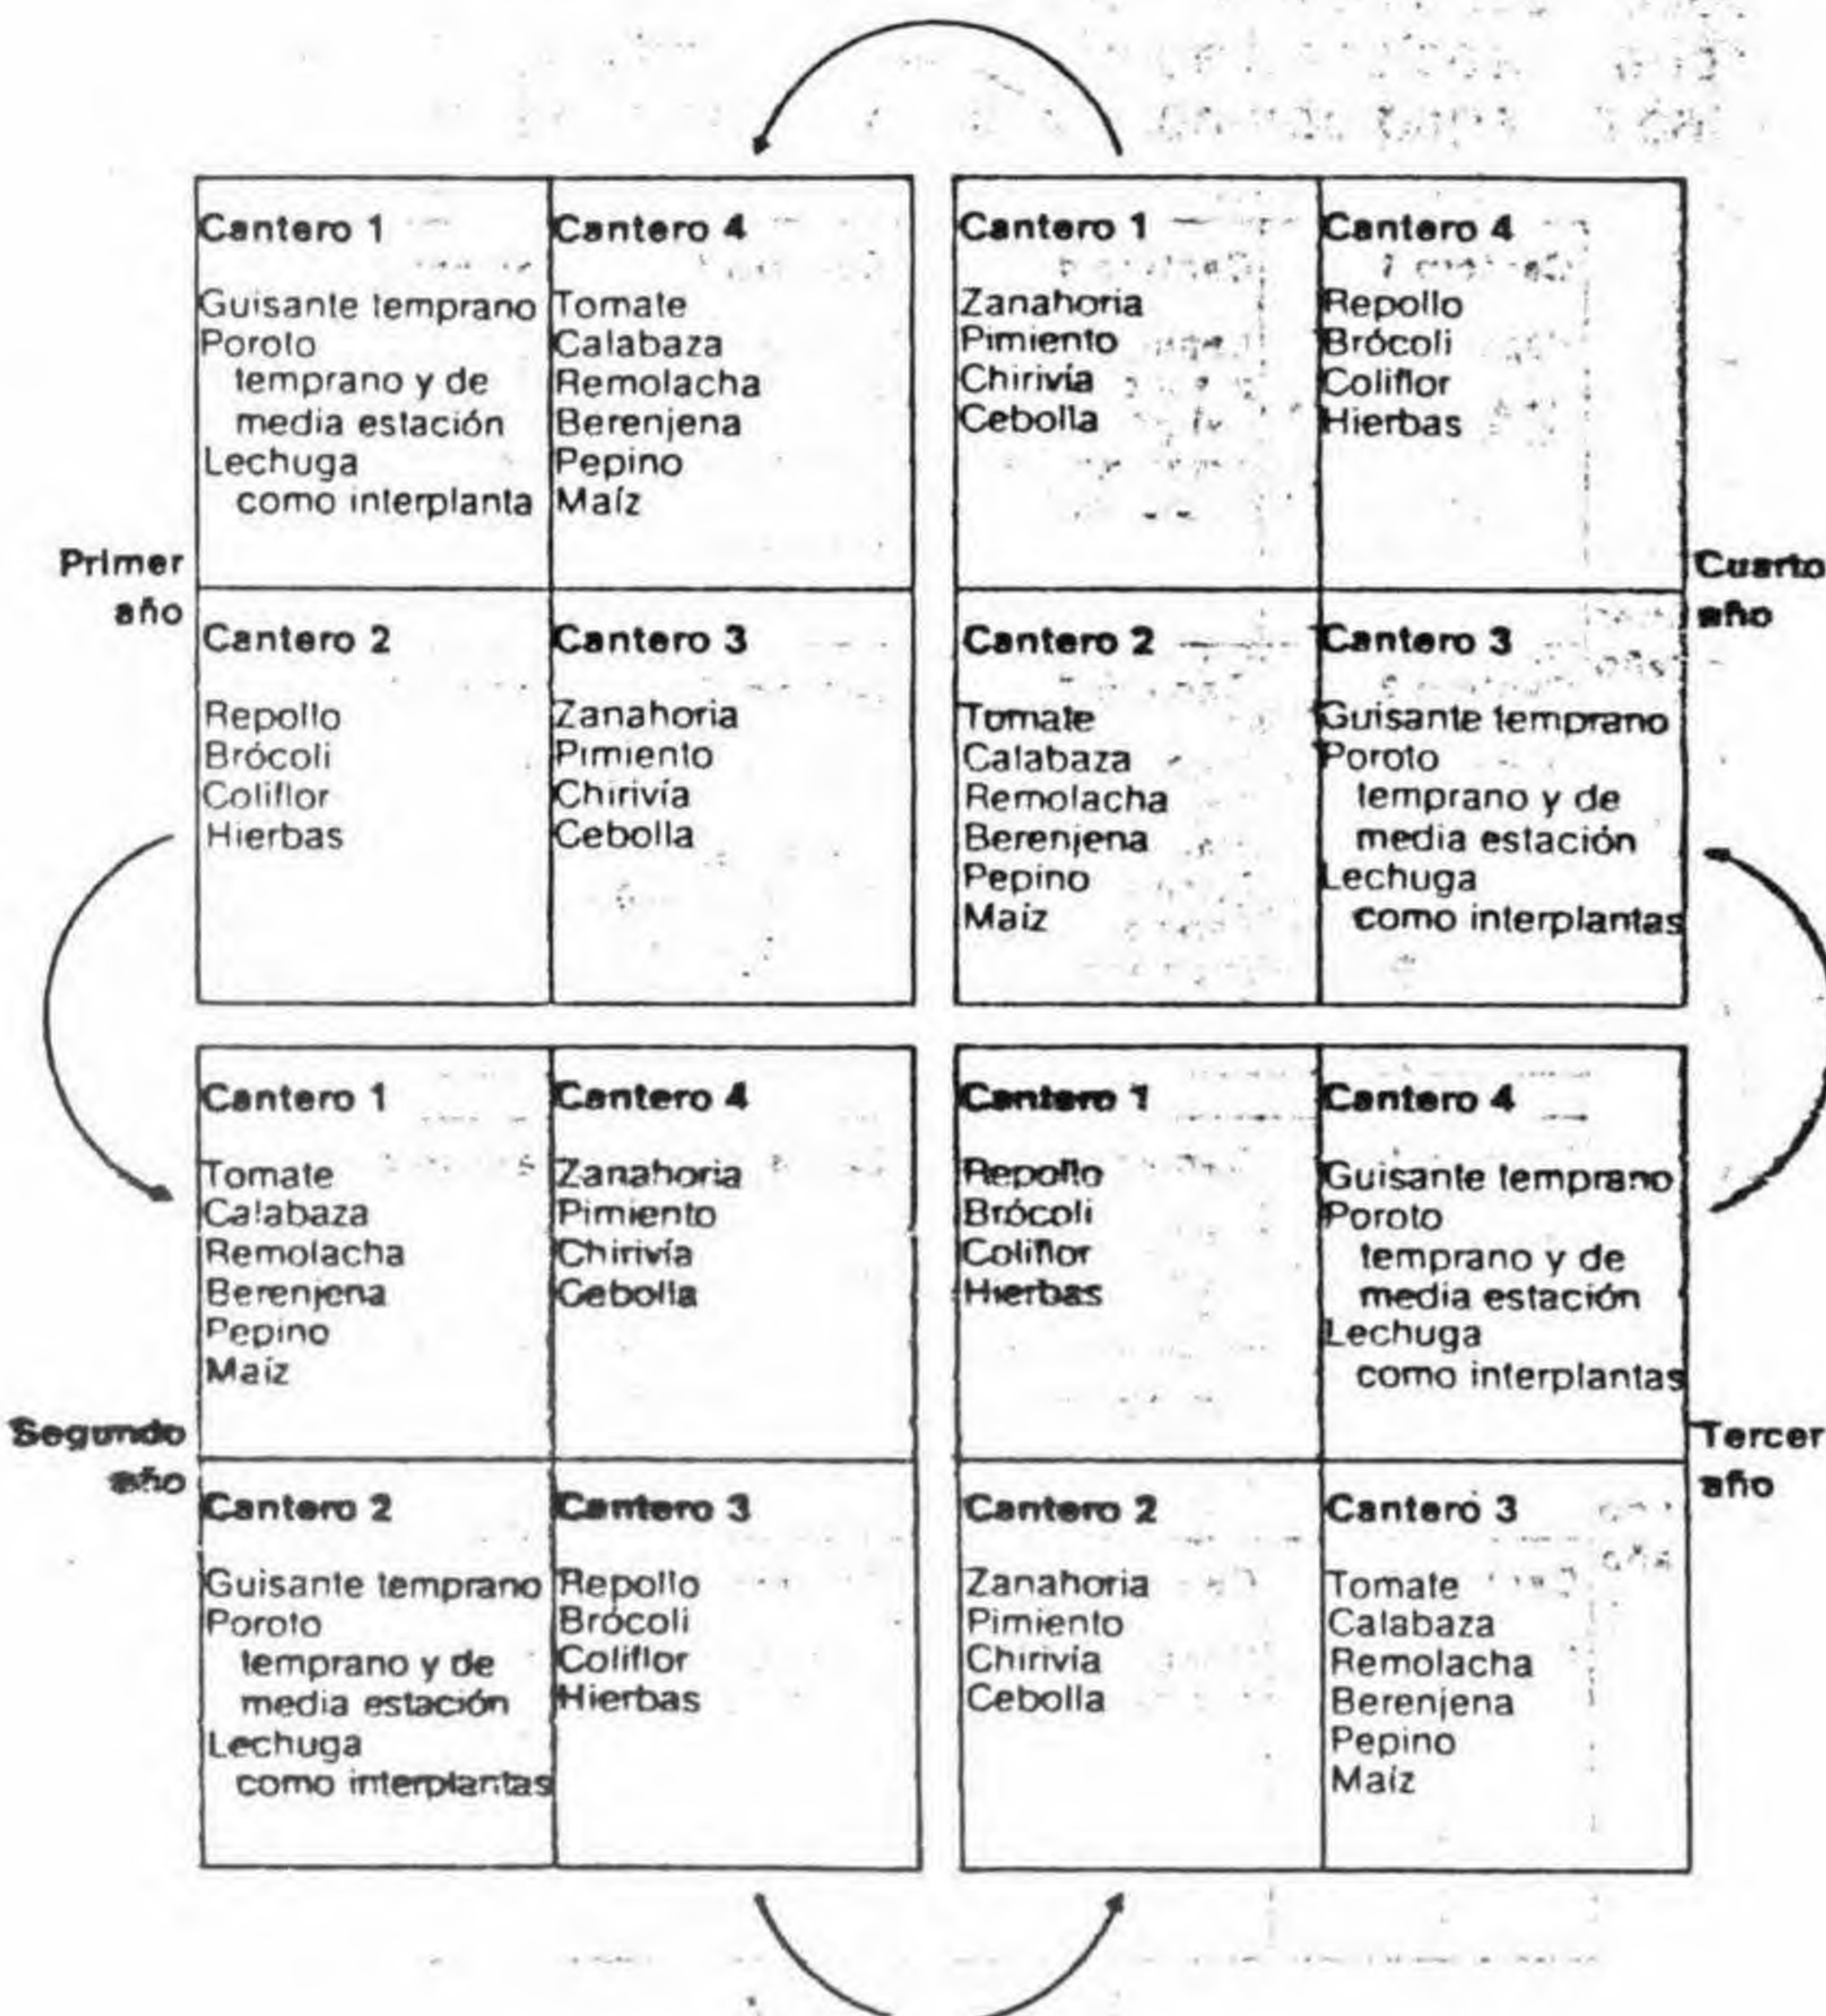 Primer
año
Cantero 1
Guisante temprano
Poroto
temprano y de
media estación
Lechuga
como interplanta
Cantero 4
Tomate
Calabaza
Remolacha
Berenjena
Pepino
Maíz
Cantero 2
Repollo
Brócoli
Coliflor
Hierbas
Cantero 3
Zanahoria
Pimiento
Chirivía
Cebolla
Segundo
año
Cantero 1
Tomate
Calabaza
Remolacha
Berenjena
Pepino
Maíz
Cantero 4
Zanahoria
Pimiento
Chirivía
Cebolla
Cantero 2
Guisante temprano
Poroto
temprano y de
media estación
Lechuga
como interplantas
Cantero 3
Repollo
Brócoli
Coliflor
Hierbas
Tercer
año
Cantero 1
Repollo
Brócoli
Coliflor
Hierbas
Cantero 4
Guisante temprano
Poroto
temprano y de
media estación
Lechuga
como interplantas
Cantero 2
Zanahoria
Pimiento
Chirivía
Cebolla
Cantero 3
Tomate
Calabaza
Remolacha
Berenjena
Pepino
Maíz
Cuarto
año
Cantero 1
Zanahoria
Pimiento
Chirivía
Cebolla
Cantero 4
Repollo
Brócoli
Coliflor
Hierbas
Cantero 2
Tomate
Calabaza
Remolacha
Berenjena
Pepino
Maíz
Cantero 3
Guisante temprano
Poroto
temprano y de
media estación
Lechuga
como interplantas